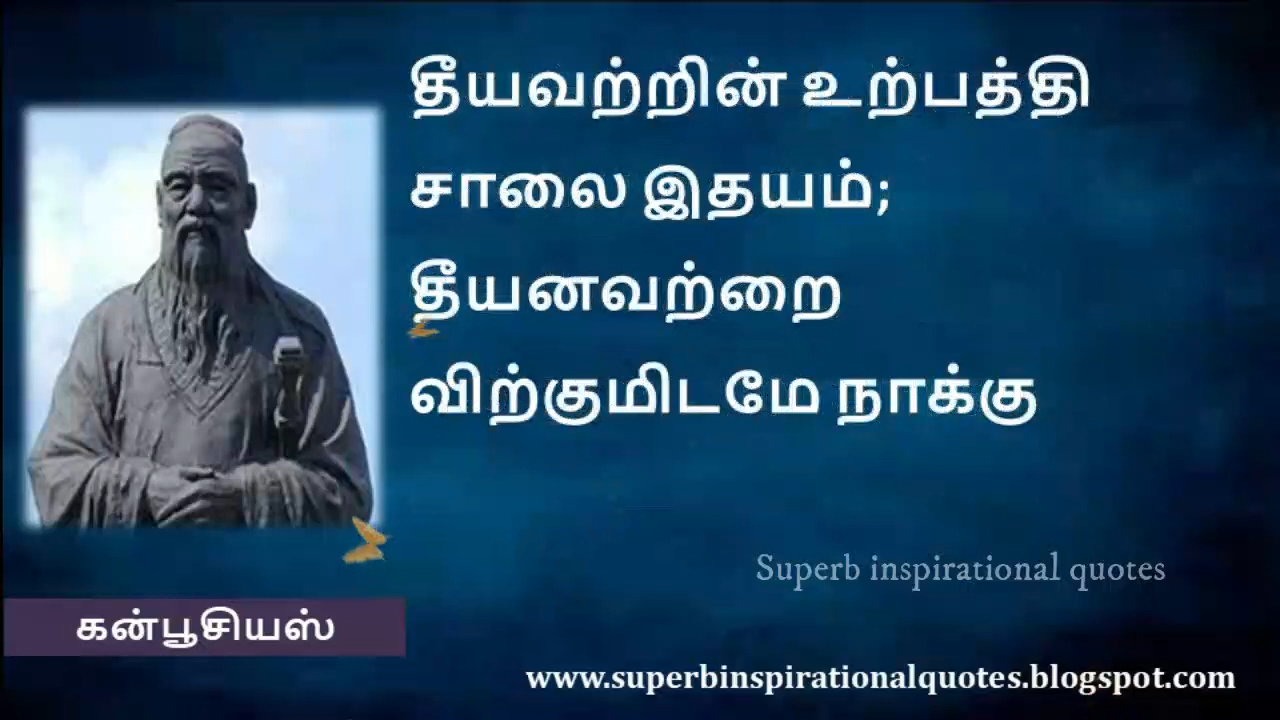 தீயவற்றின் உற்பத்தி
சாலை இதயம்;
தீயனவற்றை
விற்குமிடமே நாக்கு
Superb inspirational quotes
கன்பூசியஸ்
www.superbinspirationalquotes.blogspot.com